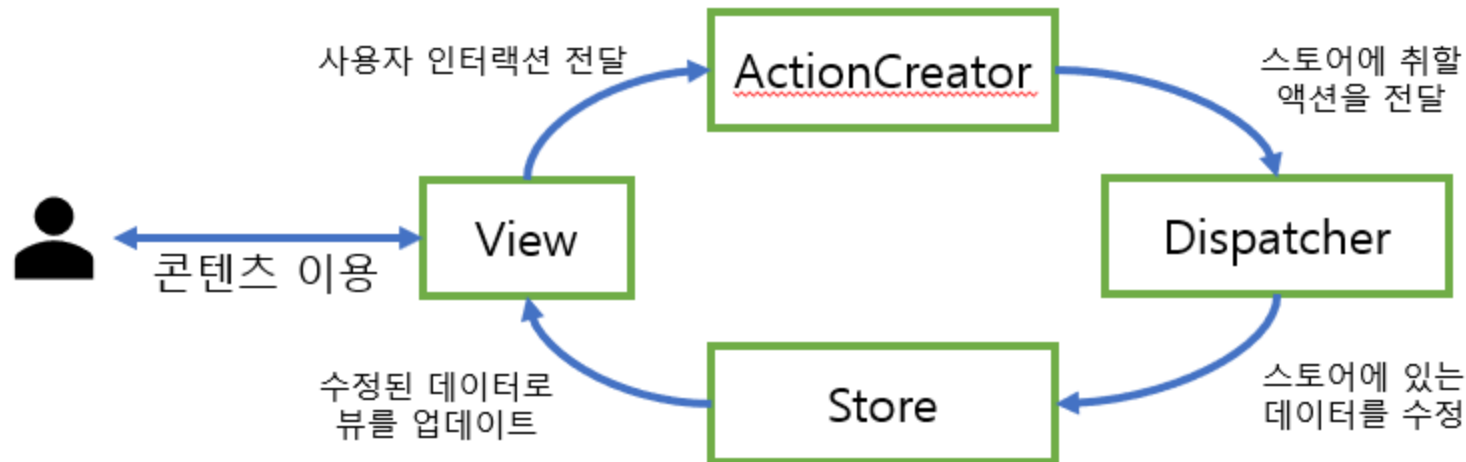 사용자 인터랙션 전달
ActionCreator
스토어에 취할
액션을 전달
콘텐츠 이용
View
Dispatcher
수정된 데이터로
뷰를 업데이트
Store
스토어에 있는
데이터를 수정